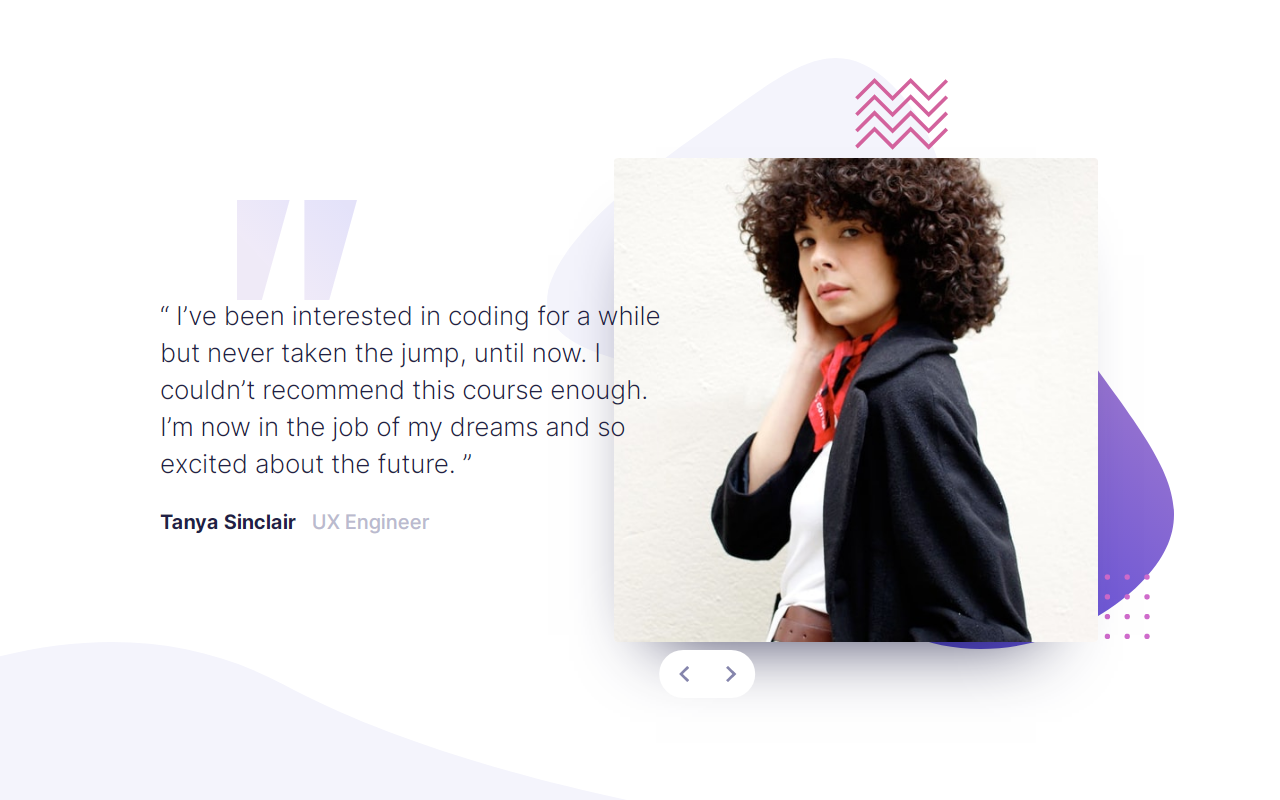 “ I’ve been interested in coding for a while
but never taken the jump, until now. I
couldn’t recommend this course enough.
I’m now in the job of my dreams and so
excited about the future. ”
Tanya Sinclair UX Engineer